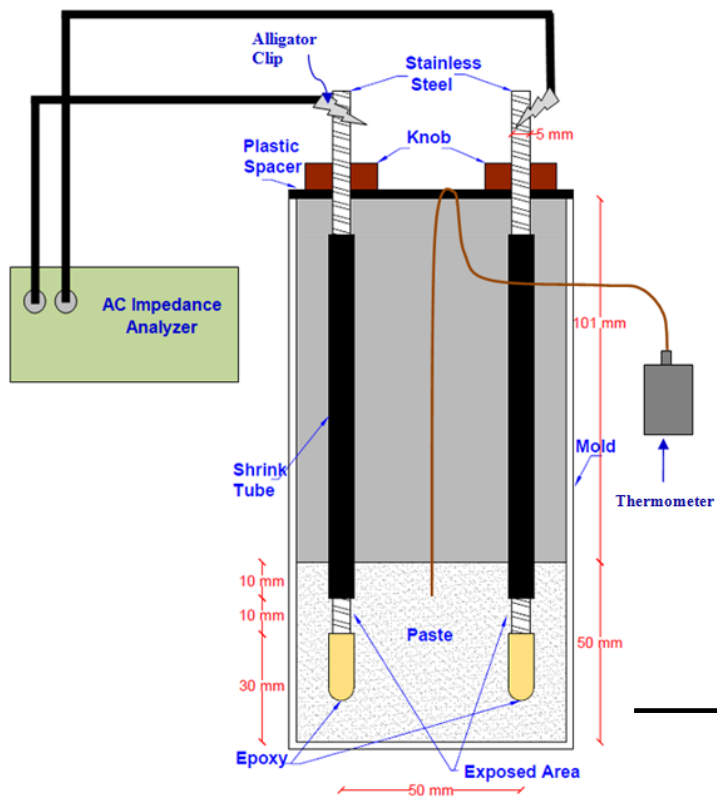 Alligator
Clip
Stainless
Steel
5 mm
Plastic
Spacer
Knob
AC Impedance
Analyzer
101 mm
Mold
Shrink
Tube
Thermometer
10 mm
10 mm
Paste
50 mm
30 mm
Epoxy
Exposed Area
50 mm